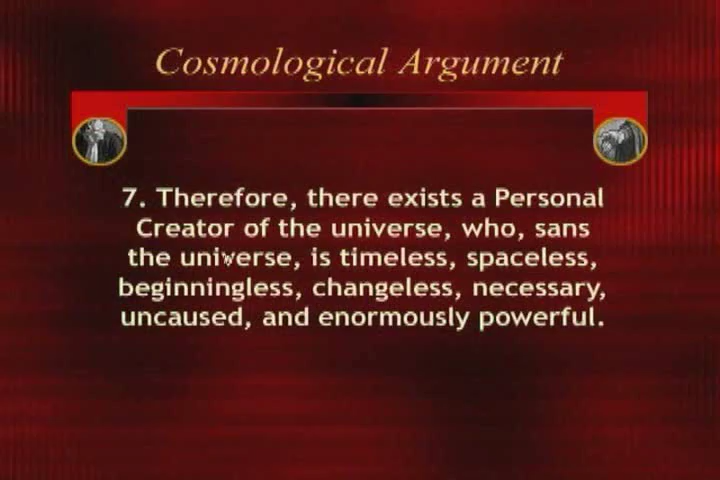 Cosmological Argument
7. Therefore, there exists a Personal
Creator of the universe, who, sans
the universe, is timeless, spaceless,
beginningless, changeless, necessary,
uncaused, and enormously powerful.